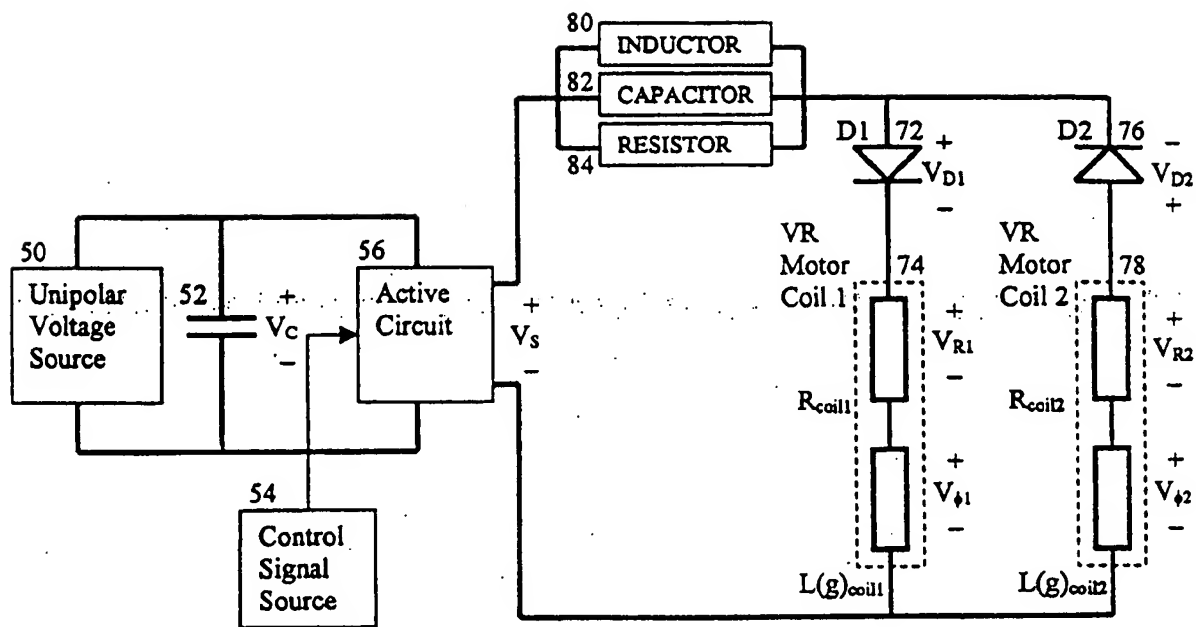 80
INDUCTOR
82
CAPACITOR
84
RESISTOR
D1 72
+
V_D1
−
D2 76
−
V_D2
+
50
Unipolar
Voltage
Source
52
+
V_C
−
56
Active
Circuit
+
V_S
−
54
Control
Signal
Source
VR
Motor
Coil 1
74
+
V_R1
−
R_coil1
+
V_ϕ1
−
L(g)_coil1
VR
Motor
Coil 2
78
+
V_R2
−
R_coil2
+
V_ϕ2
−
L(g)_coil2